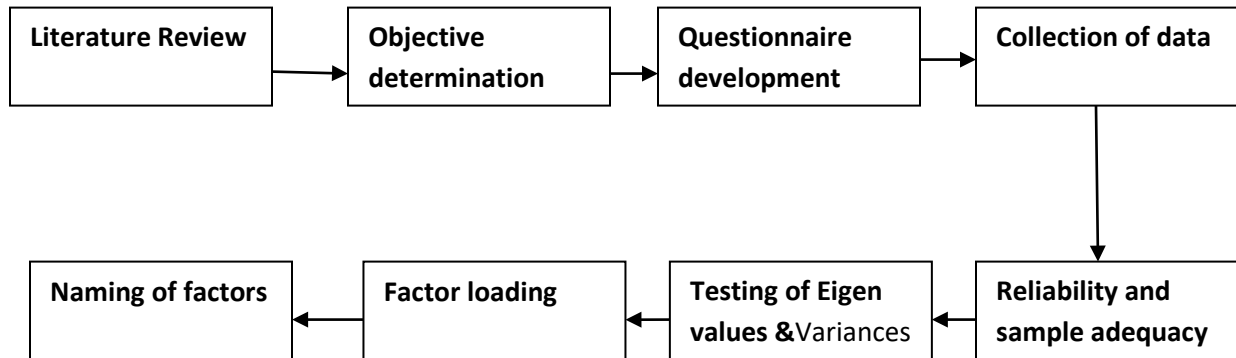 Literature Review
Objective
determination
Questionnaire
development
Collection of data
Reliability and
sample adequacy
Testing of Eigen
values &Variances
Factor loading
Naming of factors